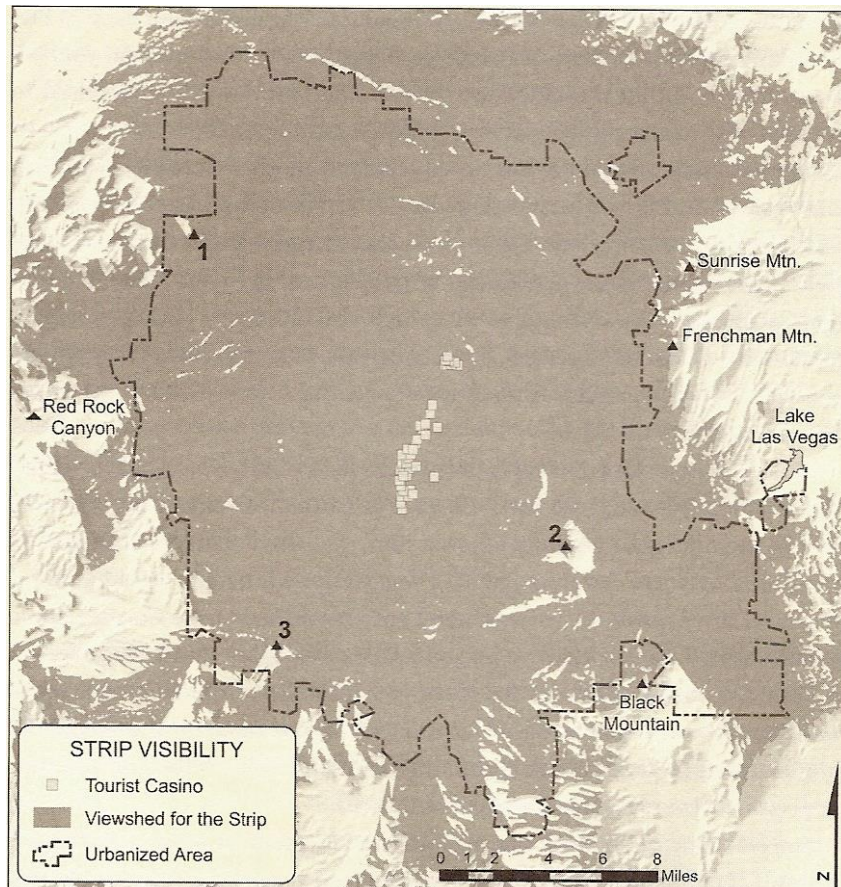 1
Sunrise Mtn.
Frenchman Mtn.
Red Rock
Canyon
Lake
Las Vegas
2
3
Black
Mountain
STRIP VISIBILITY
Tourist Casino
Viewshed for the Strip
Urbanized Area
0 2 4 6 8
Miles
N